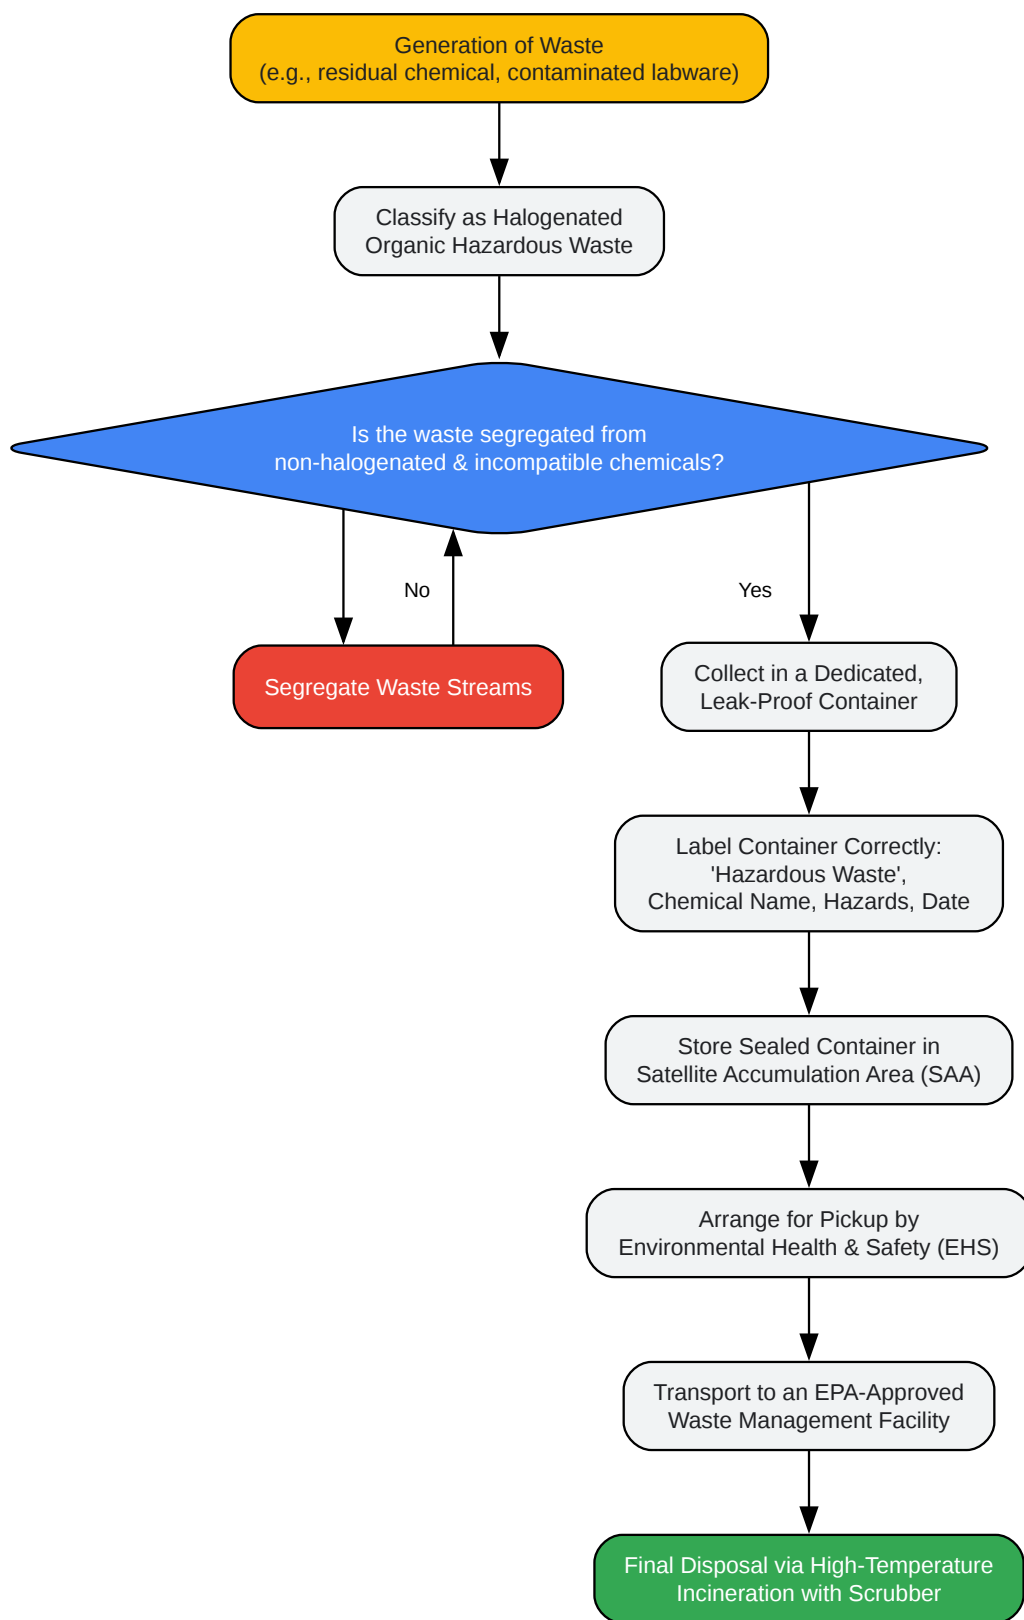 Generation of Waste
(e.g., residual chemical, contaminated labware)
Classify as Halogenated
Organic Hazardous Waste
Is the waste segregated from
non-halogenated & incompatible chemicals?
No
Yes
Segregate Waste Streams
Collect in a Dedicated,
Leak-Proof Container
Label Container Correctly:
'Hazardous Waste',
Chemical Name, Hazards, Date
Store Sealed Container in
Satellite Accumulation Area (SAA)
Arrange for Pickup by
Environmental Health & Safety (EHS)
Transport to an EPA-Approved
Waste Management Facility
Final Disposal via High-Temperature
Incineration with Scrubber